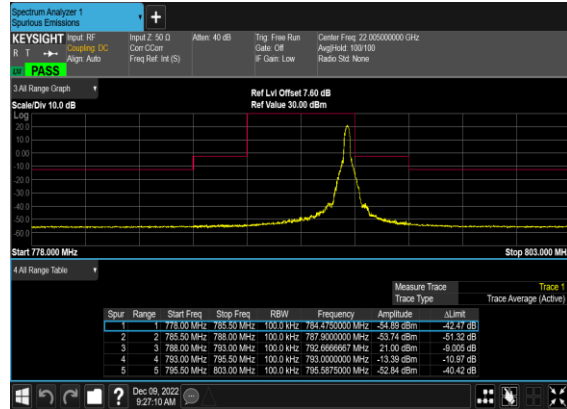 Spectrum Analyzer 1
Spurious Emissions
KEYSIGHT Input: RF Input Z: 50 Ω Atten: 40 dB Trig: Free Run Center Freq: 22.005000000 GHz
R T Coupling: DC Corr CCorr Gate: Off Avg|Hold: 100/100
Align: Auto Freq Ref: Int (S) IF Gain: Low Radio Std: None
PASS
3 All Range Graph
Ref Lvl Offset 7.60 dB
Scale/Div 10.0 dB Ref Value 30.00 dBm
Log
20.0
10.0
0.00
-10.0
-20.0
-30.0
-40.0
-50.0
-60.0
Start 778.000 MHz Stop 803.000 MH
4 All Range Table
Measure Trace Trace 1
Trace Type Trace Average (Active)
Spur Range Start Freq Stop Freq RBW Frequency Amplitude ΔLimit
1 1 778.00 MHz 785.50 MHz 100.0 kHz 784.4750000 MHz -54.89 dBm -42.47 dB
2 2 785.50 MHz 788.00 MHz 100.0 kHz 787.9000000 MHz -53.74 dBm -51.32 dB
3 3 788.00 MHz 793.00 MHz 100.0 kHz 792.6666667 MHz 21.00 dBm -9.005 dB
4 4 793.00 MHz 795.50 MHz 100.0 kHz 793.0000000 MHz -13.39 dBm -10.97 dB
5 5 795.50 MHz 803.00 MHz 100.0 kHz 795.5875000 MHz -52.84 dBm -40.42 dB
? Dec 09, 2022
9:27:10 AM